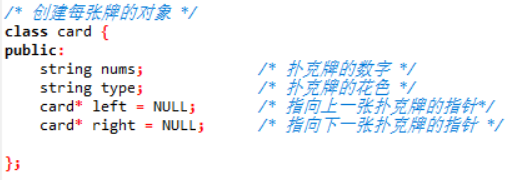 /* 创建每张牌的对象 */
class card {
public:
    string nums;    /* 扑克牌的数字 */
    string type;    /* 扑克牌的花色 */
    card* left = NULL;    /* 指向上一张扑克牌的指针*/
    card* right = NULL;    /* 指向下一张扑克牌的指针 */
};